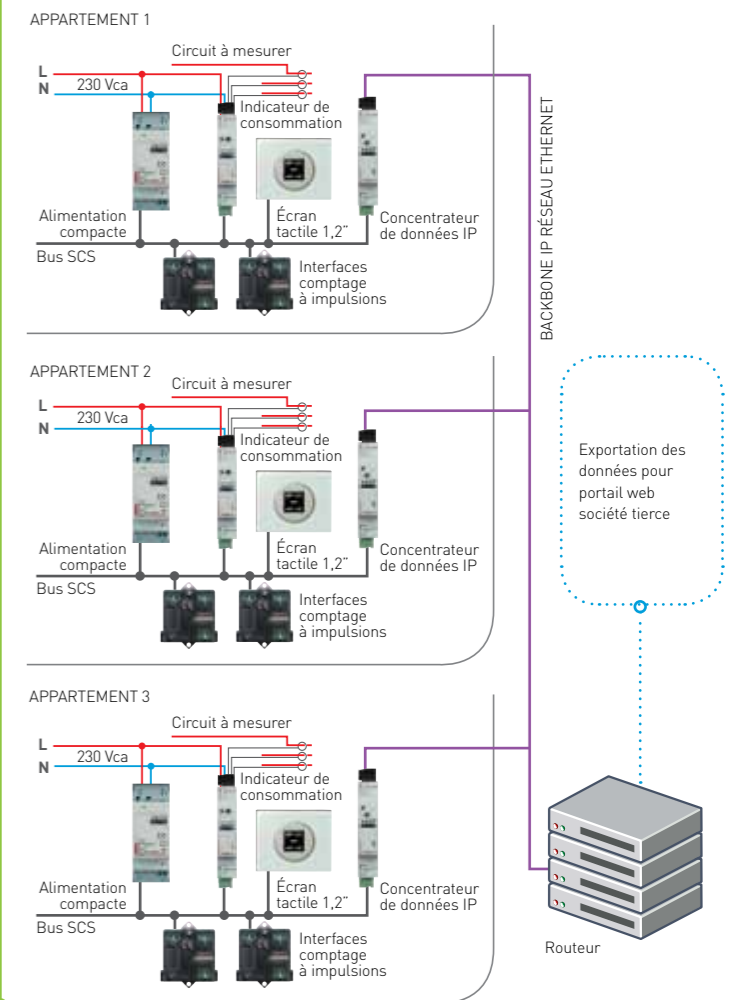 APPARTEMENT 1
Circuit à mesurer
L
N
230 Vca
Indicateur de
consommation
Alimentation
compacte
Écran
tactile 1,2˝
Concentrateur
de données IP
Bus SCS
Interfaces
comptage
à impulsions
BACKBONE IP RÉSEAU ETHERNET
APPARTEMENT 2
Circuit à mesurer
L
N
230 Vca
Indicateur de
consommation
Alimentation
compacte
Écran
tactile 1,2˝
Concentrateur
de données IP
Bus SCS
Interfaces
comptage
à impulsions
Exportation des
données pour
portail web
société tierce
APPARTEMENT 3
Circuit à mesurer
L
N
230 Vca
Indicateur de
consommation
Alimentation
compacte
Écran
tactile 1,2˝
Concentrateur
de données IP
Bus SCS
Interfaces
comptage
à impulsions
Routeur